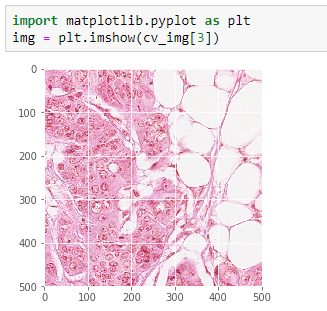 import matplotlib.pyplot as plt
img = plt.imshow(cv_img[3])
0
100
200
300
400
500
0 100 200 300 400 500